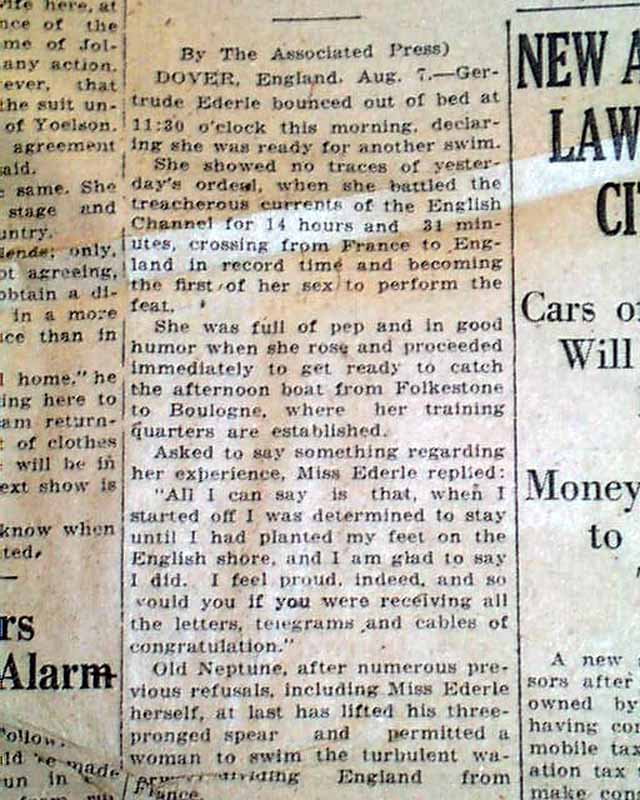 wife here, at
nce of the
me of Jol-
any action.
ever, that
the suit un-
of Yoelson.
agreement
said.
same. She
stage and
untry.
only,
ot agreeing,
obtain a di-
in a more
ce than in
home," he
ing here to
am return-
t of clothes
will be in
ext show is
know when
ted.
rs
Alarm
follow.
made
un in
By The Associated Press)
DOVER, England, Aug. 7.—Ger-
trude Ederle bounced out of bed at
11:30 o'clock this morning, declar-
ing she was ready for another swim.
She showed no traces of yester-
day's ordeal, when she battled the
treacherous currents of the English
Channel for 14 hours and 31 min-
utes, crossing from France to Eng-
land in record time and becoming
the first of her sex to perform the
feat.
She was full of pep and in good
humor when she rose and proceeded
immediately to get ready to catch
the afternoon boat from Folkestone
to Boulogne, where her training
quarters are established.
Asked to say something regarding
her experience, Miss Ederle replied:
"All I can say is that, when I
started off I was determined to stay
until I had planted my feet on the
English shore, and I am glad to say
I did. I feel proud, indeed, and so
would you if you were receiving all
the letters, telegrams and cables of
congratulation."
Old Neptune, after numerous pre-
vious refusals, including Miss Ederle
herself, at last has lifted his three-
pronged spear and permitted a
woman to swim the turbulent wa-
dividing England from
France.
NEW A
LAW
CI
Cars of
Will
Money
to
A new
sors after
owned by
having co
mobile tax
ation tax
make con